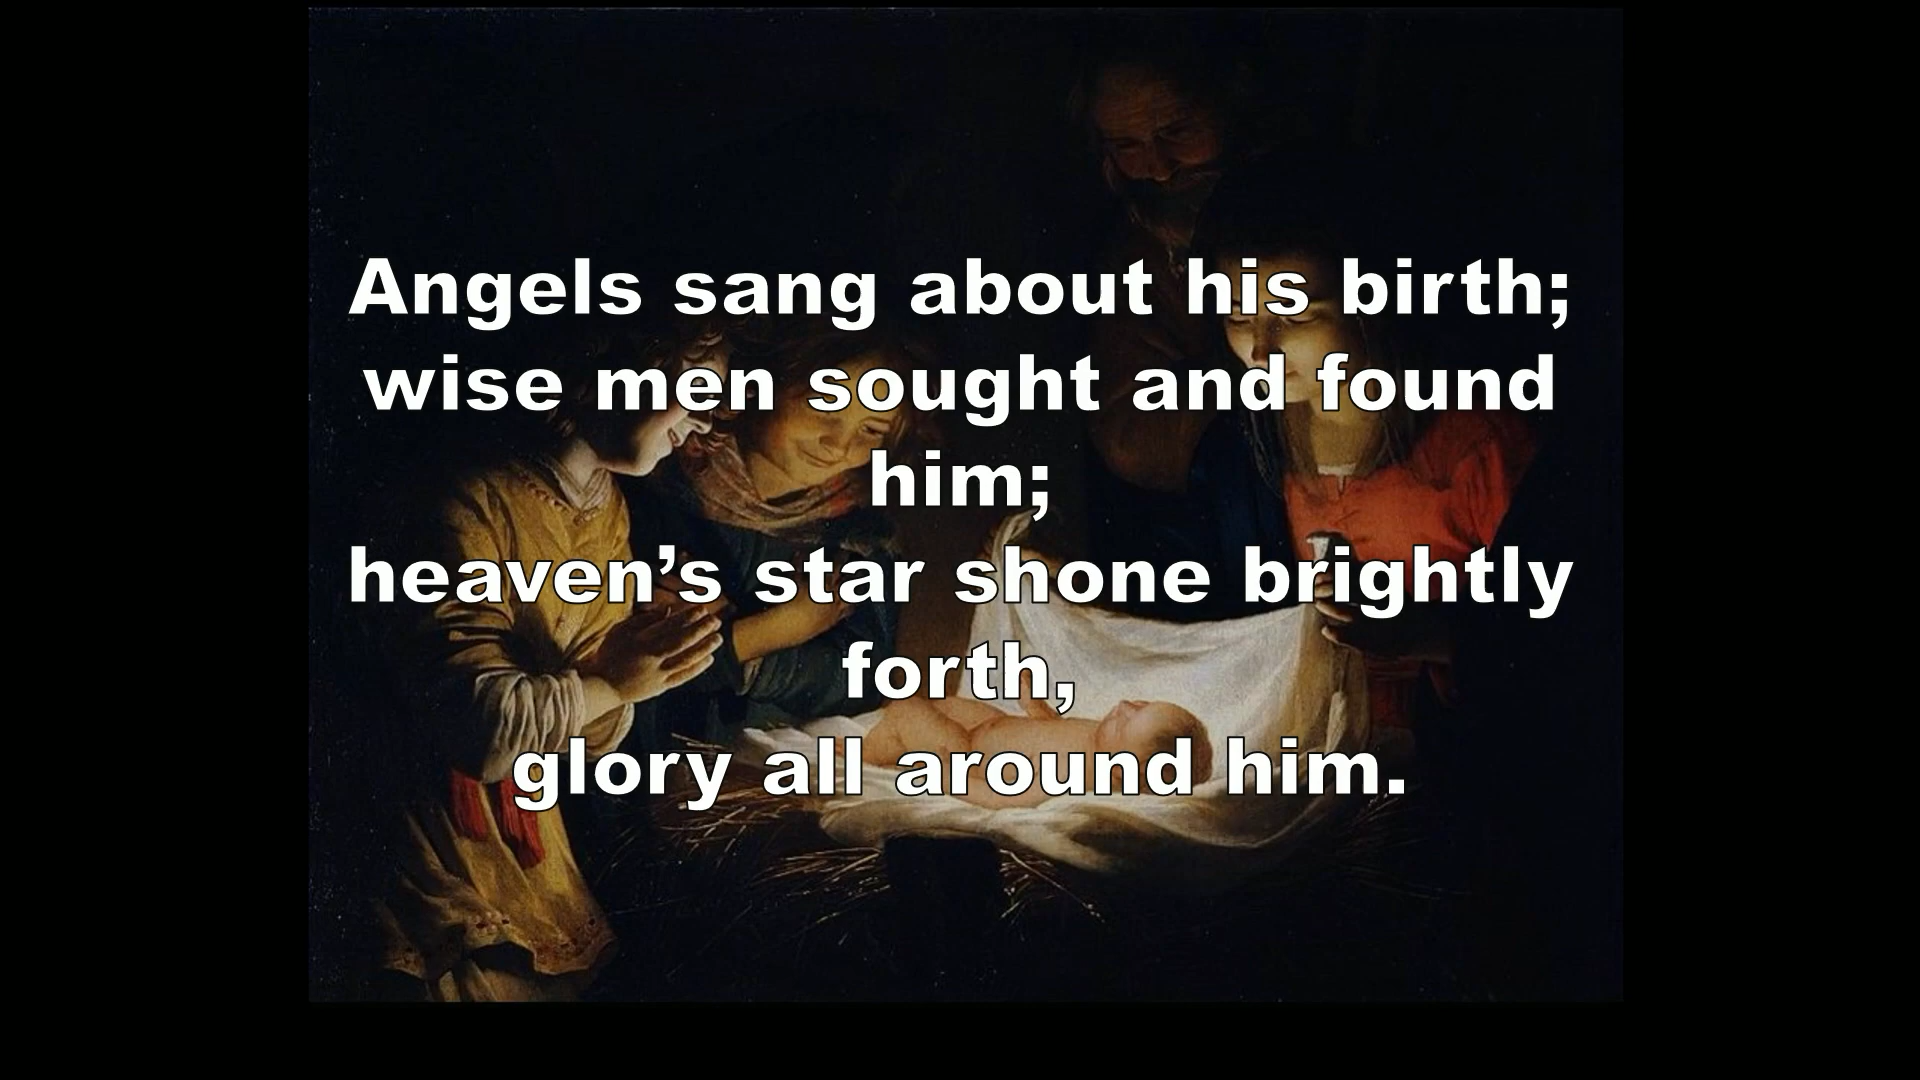 Angels sang about his birth;
wise men sought and found
him;
heaven’s star shone brightly
forth,
glory all around him.